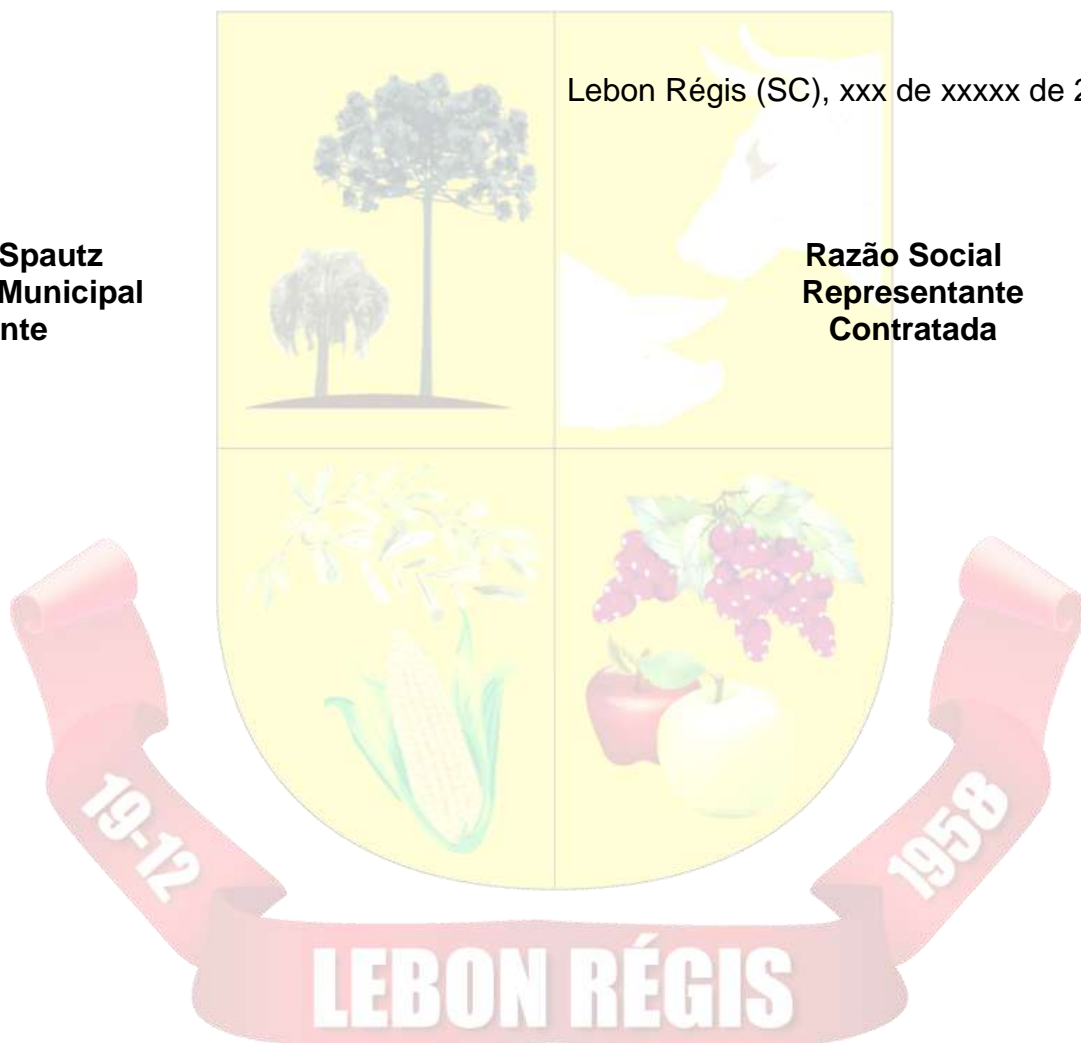 Lebon Régis (SC), xxx de xxxxx de 2
Spautz
Municipal
nte
Razão Social
Representante
Contratada
19-12
1958
LEBON RÉGIS